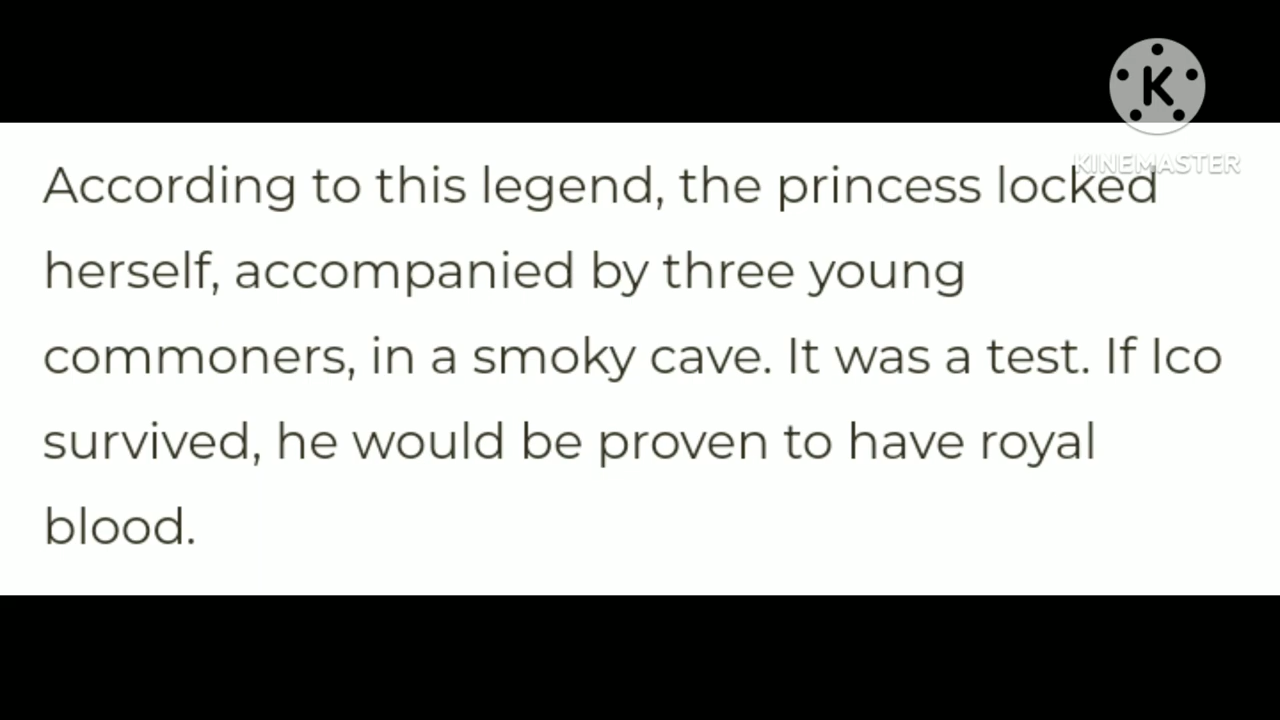 K
KINEMASTER
According to this legend, the princess locked
herself, accompanied by three young
commoners, in a smoky cave. It was a test. If Ico
survived, he would be proven to have royal
blood.